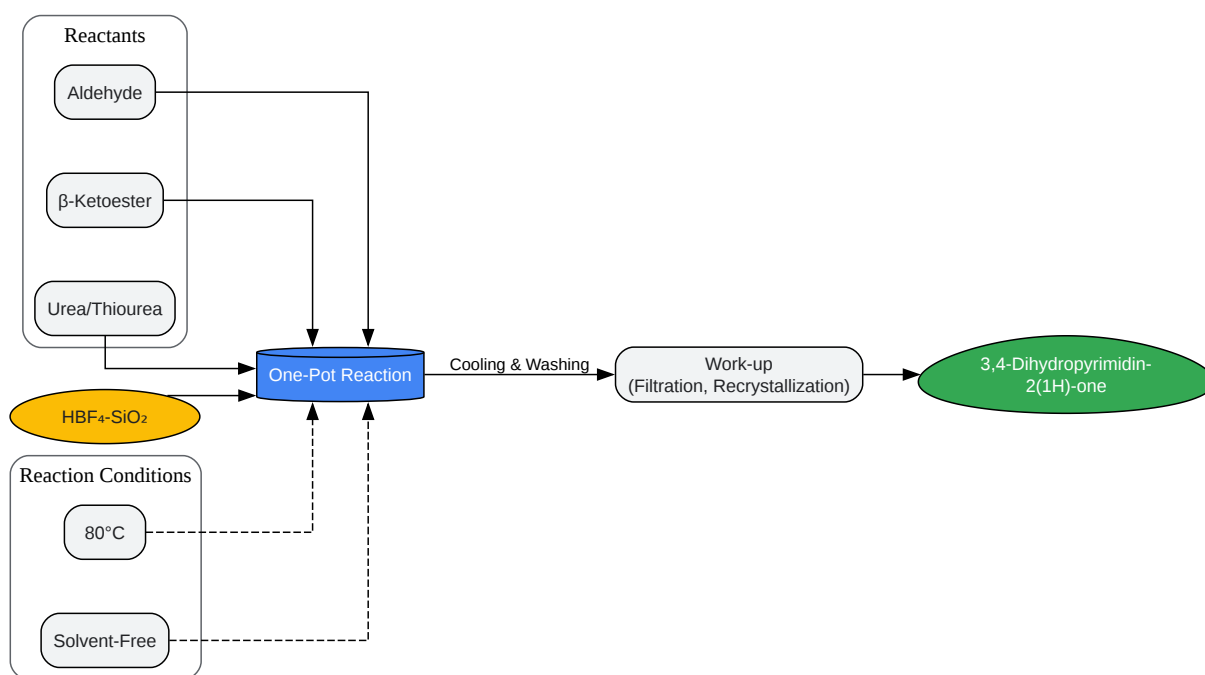 Reactants
Aldehyde
β-Ketoester
Urea/Thiourea
HBF₄-SiO₂
Reaction Conditions
80°C
Solvent-Free
One-Pot Reaction
Cooling & Washing
Work-up
(Filtration, Recrystallization)
3,4-Dihydropyrimidin-
2(1H)-one